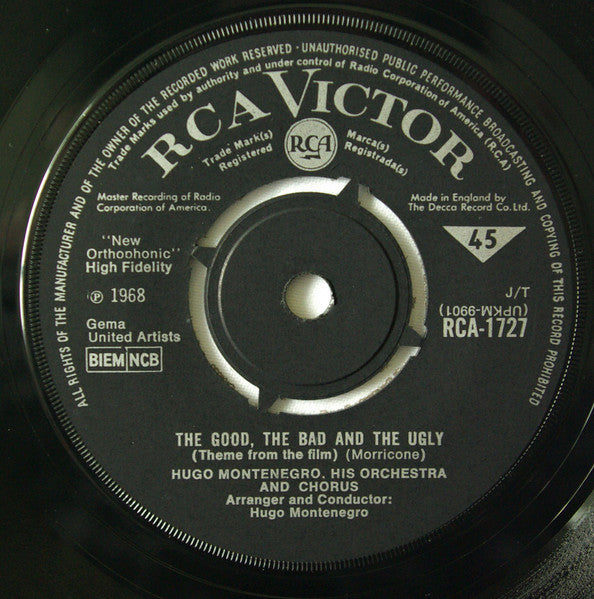 ALL RIGHTS OF THE MANUFACTURER AND OF THE OWNER OF THE RECORDED WORK RESERVED · UNAUTHORISED PUBLIC PERFORMANCE BROADCASTING AND COPYING OF THIS RECORD PROHIBITED
Trade Marks used by authority and under control of Radio Corporation of America (R.C.A)
RCA VICTOR
Trade Mark(s)
Registered
RCA
Marca(s)
Registrada(s)
Master Recording of Radio
Corporation of America.
Made in England by
The Decca Record Co. Ltd.
"New
Orthophonic"
High Fidelity
45
℗ 1968
J/T
(UPKM-9901)
RCA-1727
Gema
United Artists
BIEM NCB
THE GOOD, THE BAD AND THE UGLY
(Theme from the film) (Morricone)
HUGO MONTENEGRO, HIS ORCHESTRA
AND CHORUS
Arranger and Conductor:
Hugo Montenegro